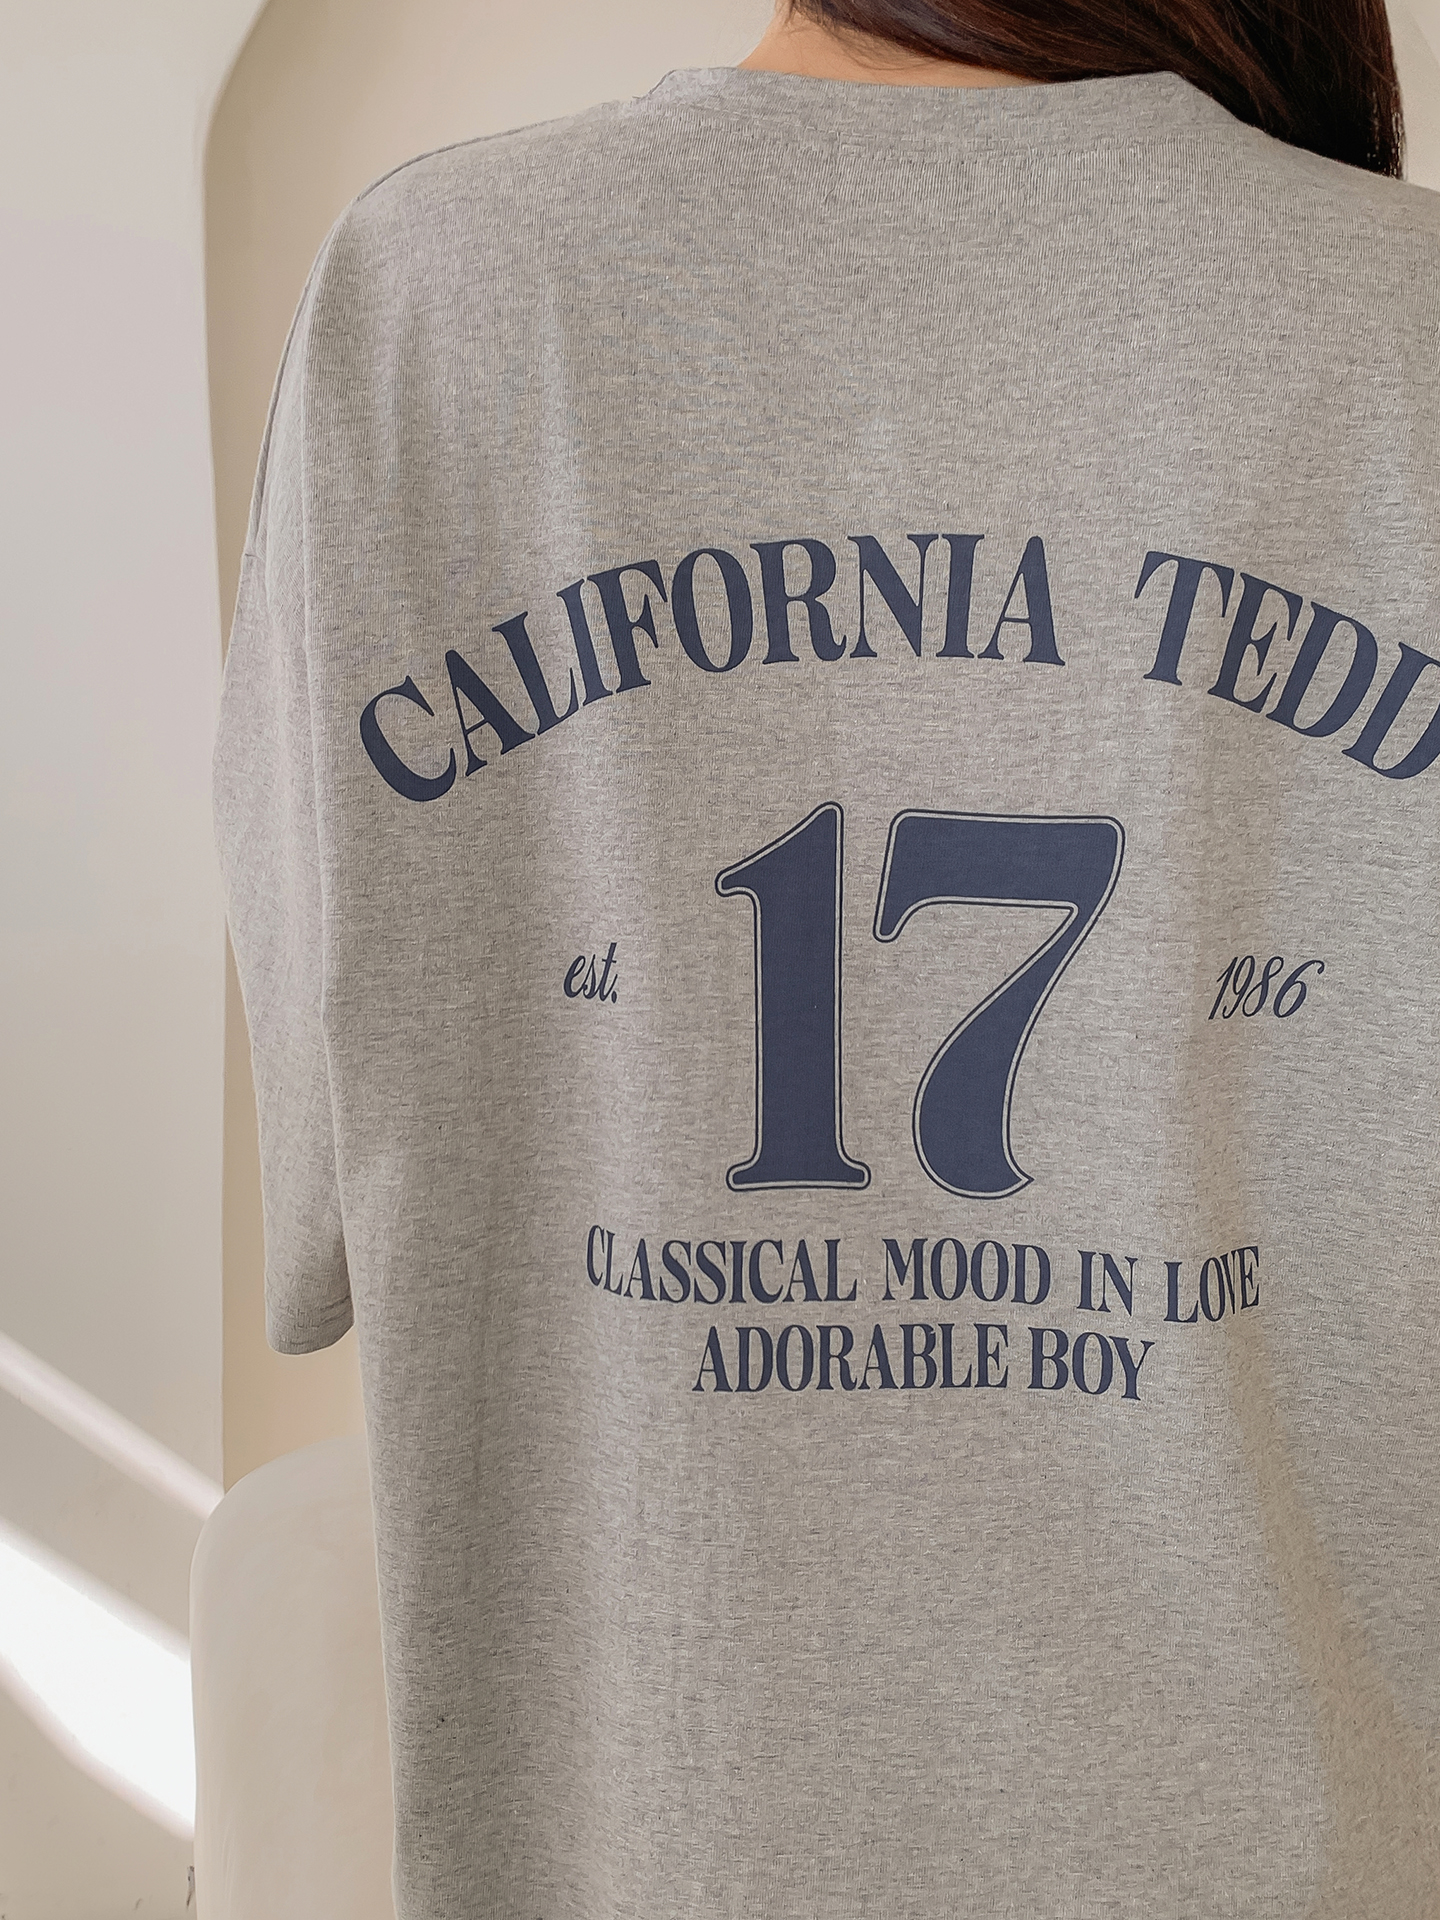 CALIFORNIA TEDD
17
est. 1986
CLASSICAL MOOD IN LOVE
ADORABLE BOY